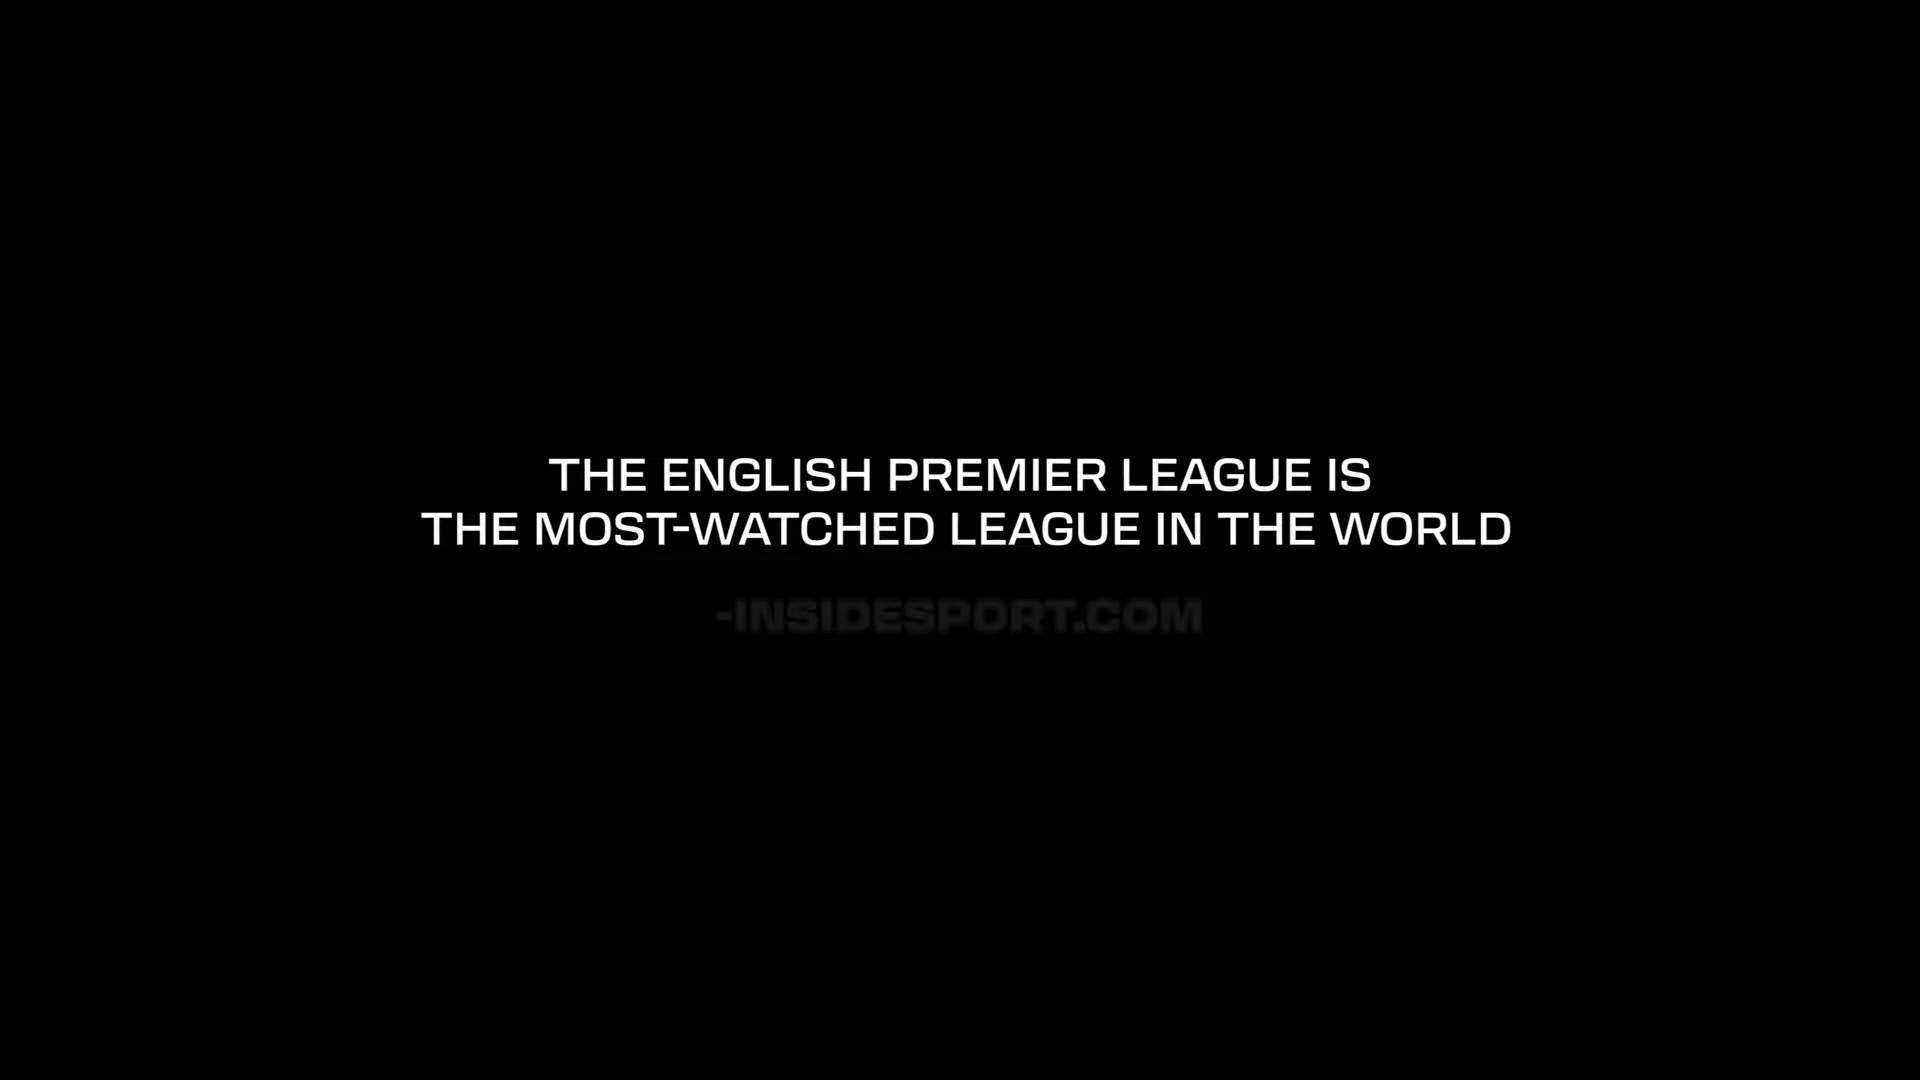 THE ENGLISH PREMIER LEAGUE IS
THE MOST-WATCHED LEAGUE IN THE WORLD
-INSIDESPORT.COM